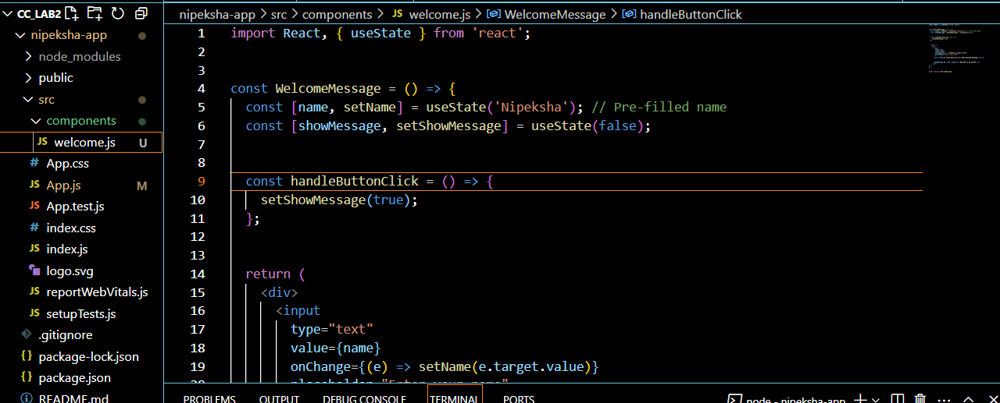 CC_LAB2
nipeksha-app
node_modules
public
src
components
JS welcome.js U
# App.css
JS App.js M
JS App.test.js
# index.css
JS index.js
logo.svg
JS reportWebVitals.js
JS setupTests.js
.gitignore
{} package-lock.json
{} package.json
README.md
nipeksha-app > src > components > JS welcome.js > WelcomeMessage > handleButtonClick
1 import React, { useState } from 'react';
2
3
4 const WelcomeMessage = () => {
5 const [name, setName] = useState('Nipeksha'); // Pre-filled name
6 const [showMessage, setShowMessage] = useState(false);
7
8
9 const handleButtonClick = () => {
10 setShowMessage(true);
11 };
12
13
14 return (
15 <div>
16 <input
17 type="text"
18 value={name}
19 onChange={(e) => setName(e.target.value)}
20 placeholder="Enter your name"
PROBLEMS OUTPUT DEBUG CONSOLE TERMINAL PORTS
node - nipeksha-app